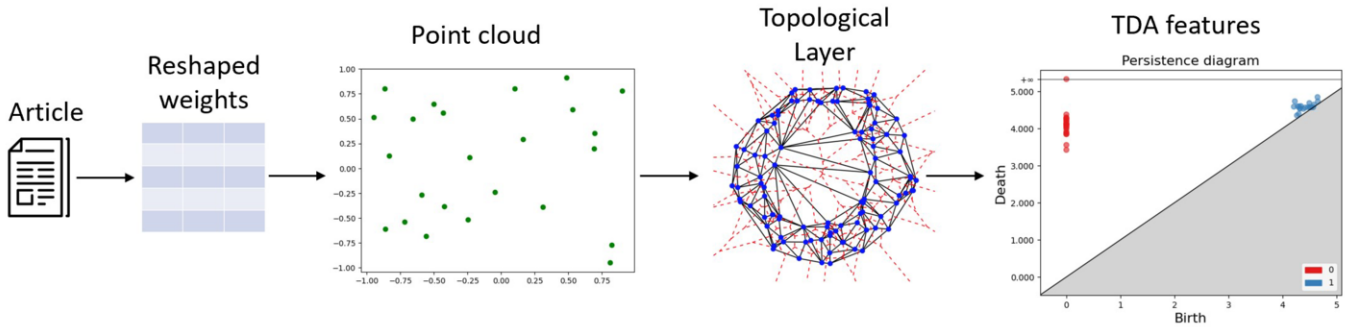 Article
Reshaped
weights
Point cloud
1.00
0.75
0.50
0.25
0.00
−0.25
−0.50
−0.75
−1.00
−1.00 −0.75 −0.50 −0.25 0.00 0.25 0.50 0.75
Topological
Layer
TDA features
Persistence diagram
+∞
5.000
4.000
3.000
2.000
1.000
0.000
Death
0
1
0 1 2 3 4 5
Birth